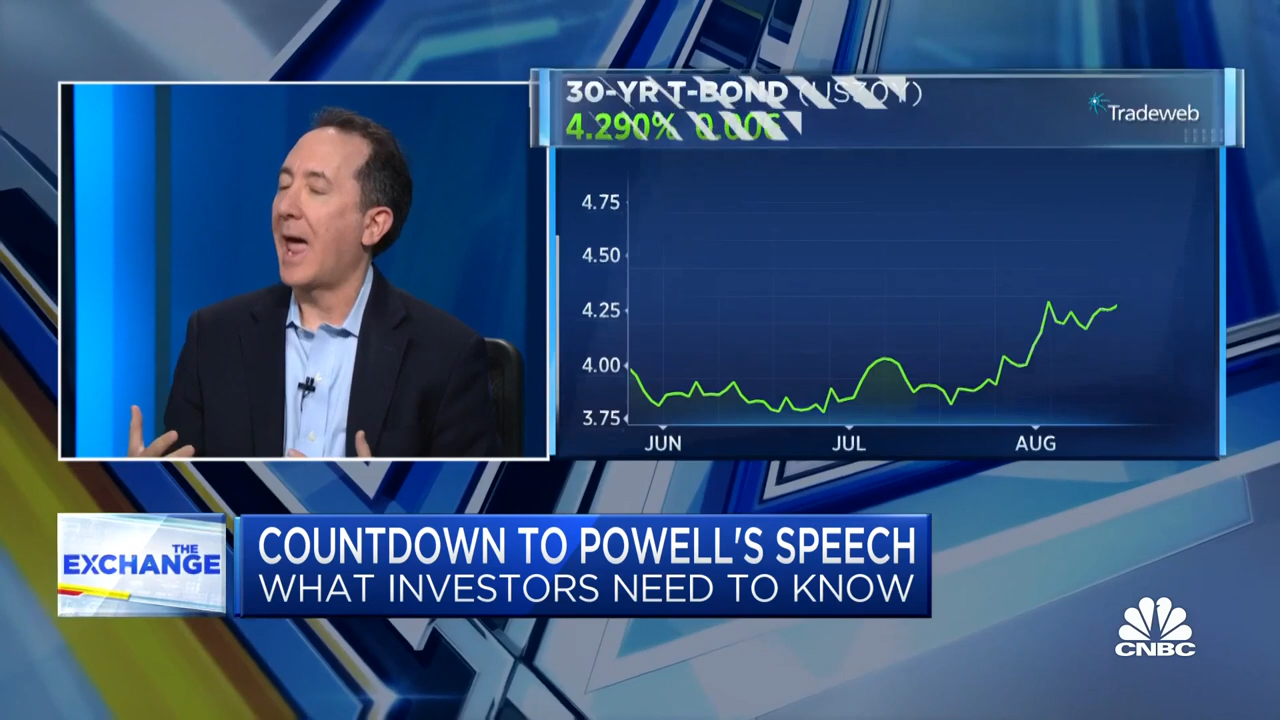 30-YR T-BOND
4.290%
Tradeweb
4.75
4.50
4.25
4.00
3.75
JUN JUL AUG
THE
EXCHANGE
COUNTDOWN TO POWELL'S SPEECH
WHAT INVESTORS NEED TO KNOW
CNBC